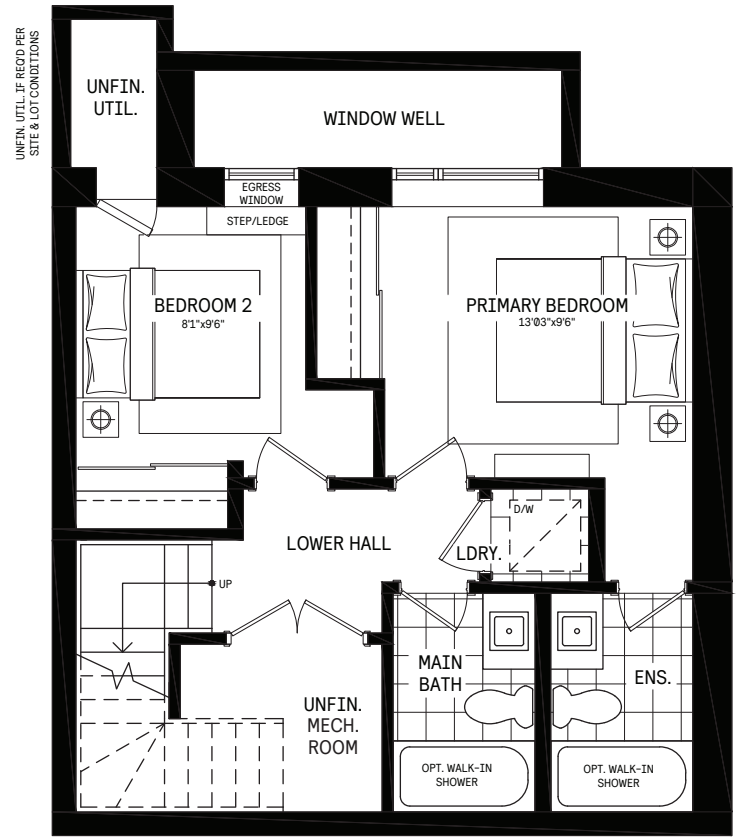 UNFIN. UTIL. IF REQ'D PER
SITE & LOT CONDITIONS
UNFIN.
UTIL.
WINDOW WELL
EGRESS
WINDOW
STEP/LEDGE
BEDROOM 2
8'1"x9'6"
PRIMARY BEDROOM
13'03"x9'6"
D/W
LOWER HALL
LDRY.
UP
MAIN
BATH
ENS.
UNFIN.
MECH.
ROOM
OPT. WALK-IN
SHOWER
OPT. WALK-IN
SHOWER